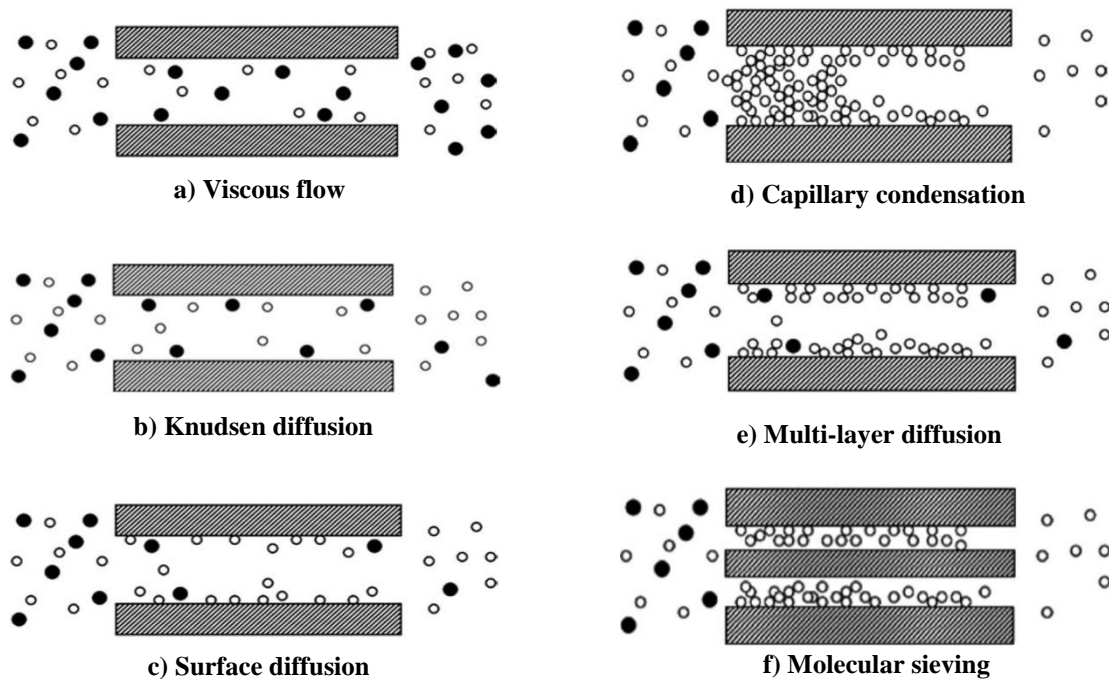 a) Viscous flow
d) Capillary condensation
b) Knudsen diffusion
e) Multi-layer diffusion
c) Surface diffusion
f) Molecular sieving